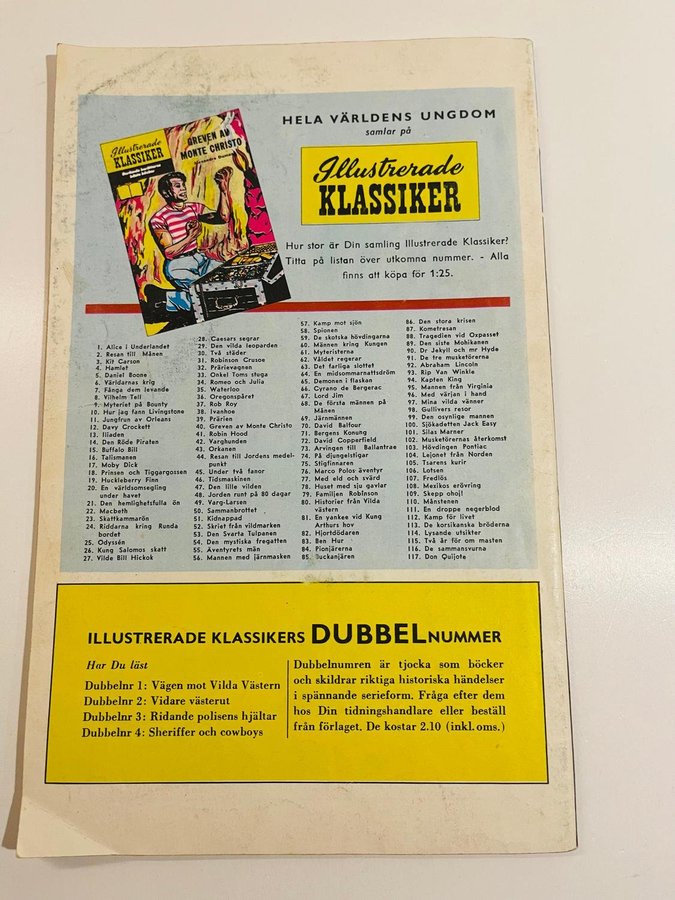 Illustrerade
KLASSIKER
GREVEN AV
MONTE CHRISTO
HELA VÄRLDENS UNGDOM
samlar på
Illustrerade
KLASSIKER
Hur stor är Din samling Illustrerade Klassiker?
Titta på listan över utkomna nummer. - Alla
finns att köpa för 1:25.
1. Alice i Underlandet
2. Resan till Månen
3. Kit Carson
4. Hamlet
5. Daniel Boone
6. Världarnas krig
7. Fånga dem levande
8. Vilhelm Tell
9. Myteriet på Bounty
10. Hur jag fann Livingstone
11. Jungfrun av Orleans
12. Davy Crockett
13. Iliaden
14. Den Röde Piraten
15. Buffalo Bill
16. Talismanen
17. Moby Dick
18. Prinsen och Tiggargossen
19. Huckleberry Finn
20. En världsomsegling
under havet
21. Den hemlighetsfulla ön
22. Macbeth
23. Skattkammarön
24. Riddarna kring Runda
bordet
25. Odyssén
26. Kung Salomos skatt
27. Vilde Bill Hickok
28. Caesars segrar
29. Den vilda leoparden
30. Två städer
31. Robinson Crusoe
32. Prärievagnen
33. Onkel Toms stuga
34. Romeo och Julia
35. Waterloo
36. Oregonspåret
37. Rob Roy
38. Ivanhoe
39. Prärien
40. Greven av Monte Christo
41. Robin Hood
42. Varghunden
43. Orkanen
44. Resan till Jordens medel-
punkt
45. Under två fanor
46. Tidsmaskinen
47. Den lille vilden
48. Jorden runt på 80 dagar
49. Varg-Larsen
50. Sammanbrottet
51. Kidnappad
52. Skriet från vildmarken
53. Den Svarta Tulpanen
54. Den mystiska fregatten
55. Äventyrets män
56. Mannen med järnmasken
57. Kamp mot sjön
58. Spionen
59. De skotska hövdingarna
60. Männen kring Kungen
61. Myteristerna
62. Våldet regerar
63. Det farliga slottet
64. En midsommarnattsdröm
65. Demonen i flaskan
66. Cyrano de Bergerac
67. Lord Jim
68. De första männen på
Månen
69. Järnmännen
70. David Balfour
71. Bergens Konung
72. David Copperfield
73. Arvingen till Ballantrae
74. På djungelstigar
75. Stigfinnaren
76. Marco Polos äventyr
77. Med eld och svärd
78. Huset med sju gavlar
79. Familjen Robinson
80. Historier från Vilda
västern
81. En yankee vid Kung
Arthurs hov
82. Hjortdödaren
83. Ben Hur
84. Pionjärerna
85. Buckanjären
86. Den stora krisen
87. Kometresan
88. Tragedien vid Oxpasset
89. Den siste Mohikanen
90. Dr Jekyll och mr Hyde
91. De tre musketörerna
92. Abraham Lincoln
93. Rip Van Winkle
94. Kapten King
95. Mannen från Virginia
96. Med värjan i hand
97. Mina vilda vänner
98. Gullivers resor
99. Den osynlige mannen
100. Sjökadetten Jack Easy
101. Silas Marner
102. Musketörernas återkomst
103. Hövdingen Pontiac
104. Lejonet från Norden
105. Tsarens kurir
106. Lotsen
107. Fredlös
108. Mexikos erövring
109. Skepp ohoj!
110. Månstenen
111. En droppe negerblod
112. Kamp för livet
113. De korsikanska bröderna
114. Lysande utsikter
115. Två år för om masten
116. De sammansvurna
117. Don Quijote
ILLUSTRERADE KLASSIKERS DUBBELNUMMER
Har Du läst
Dubbelnr 1: Vägen mot Vilda Västern
Dubbelnr 2: Vidare västerut
Dubbelnr 3: Ridande polisens hjältar
Dubbelnr 4: Sheriffer och cowboys
Dubbelnumren är tjocka som böcker
och skildrar riktiga historiska händelser
i spännande serieform. Fråga efter dem
hos Din tidningshandlare eller beställ
från förlaget. De kostar 2.10 (inkl. oms.)